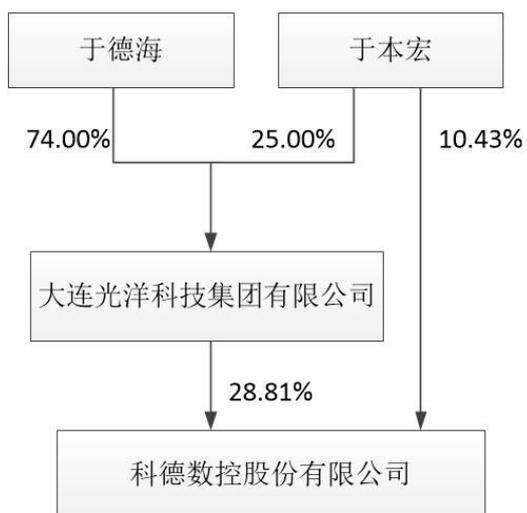 于德海
于本宏
74.00%
25.00%
10.43%
大连光洋科技集团有限公司
28.81%
科德数控股份有限公司